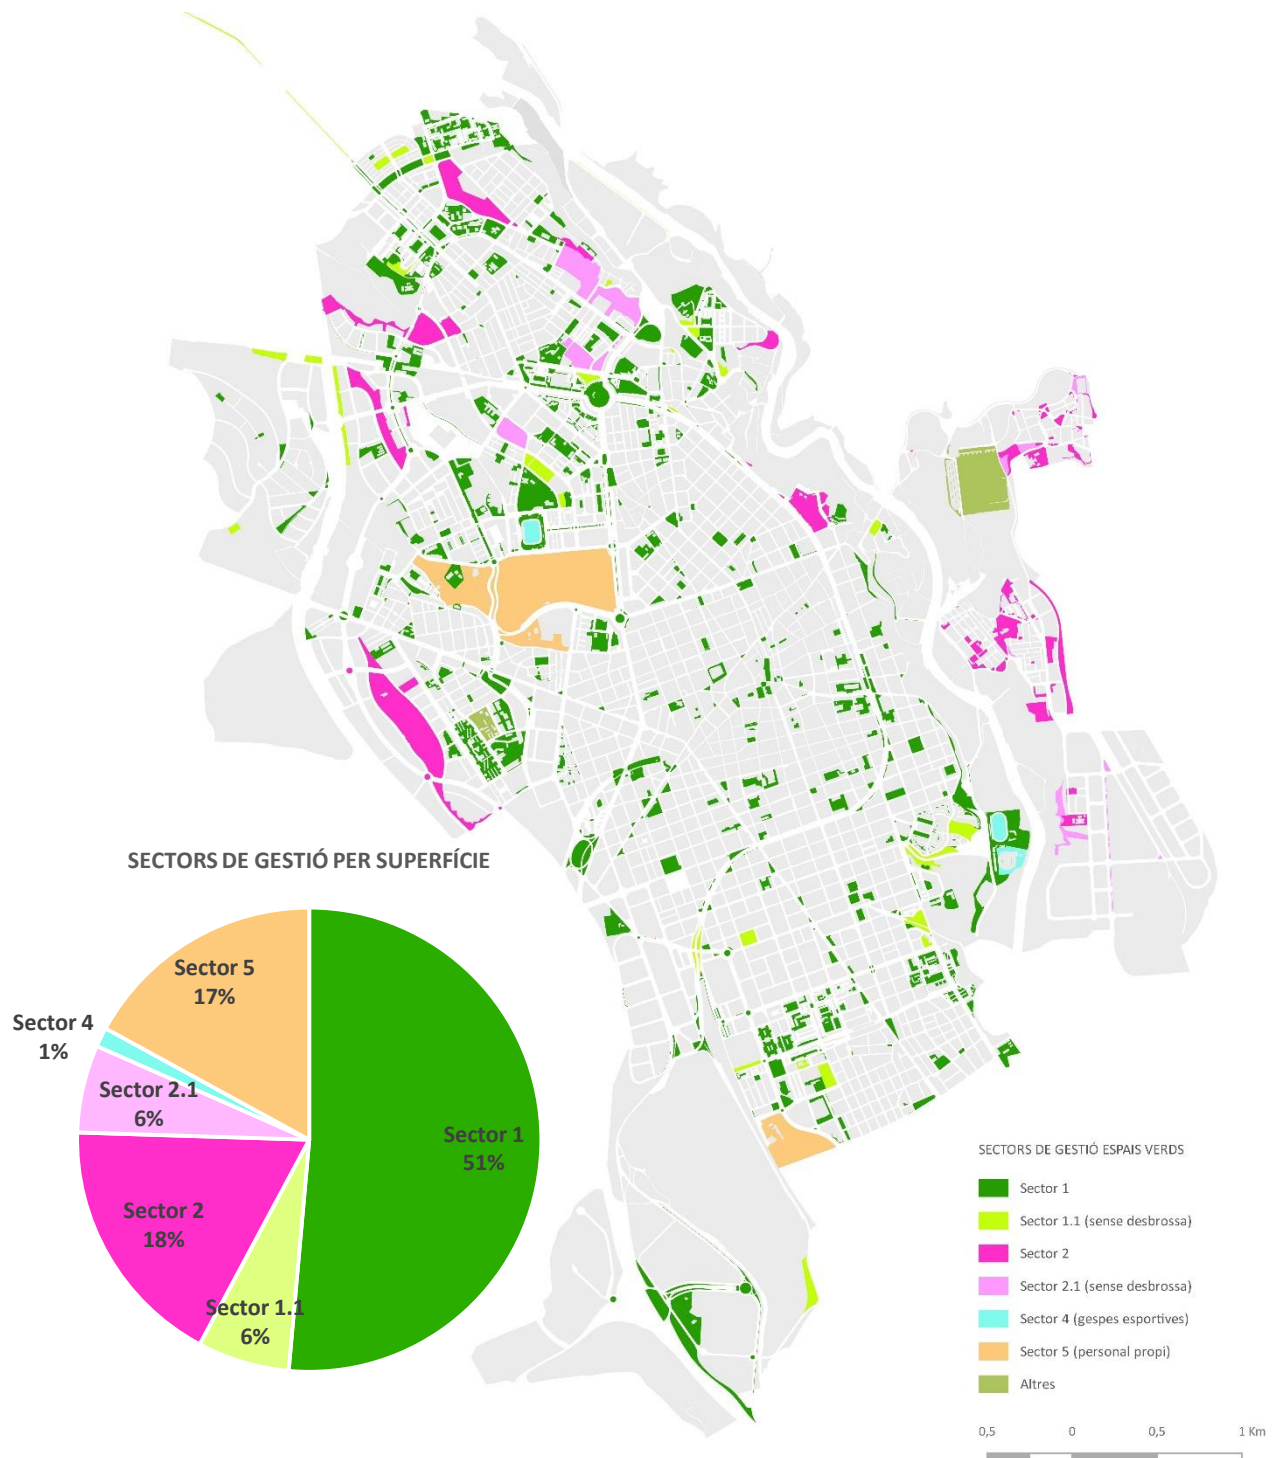 SECTORS DE GESTIÓ PER SUPERFÍCIE
Sector 5
17%
Sector 4
1%
Sector 2.1
6%
Sector 1
51%
Sector 2
18%
Sector 1.1
6%
SECTORS DE GESTIÓ ESPAIS VERDS
Sector 1
Sector 1.1 (sense desbrossa)
Sector 2
Sector 2.1 (sense desbrossa)
Sector 4 (gespes esportives)
Sector 5 (personal propi)
Altres
0,5 0 0,5 1 Km